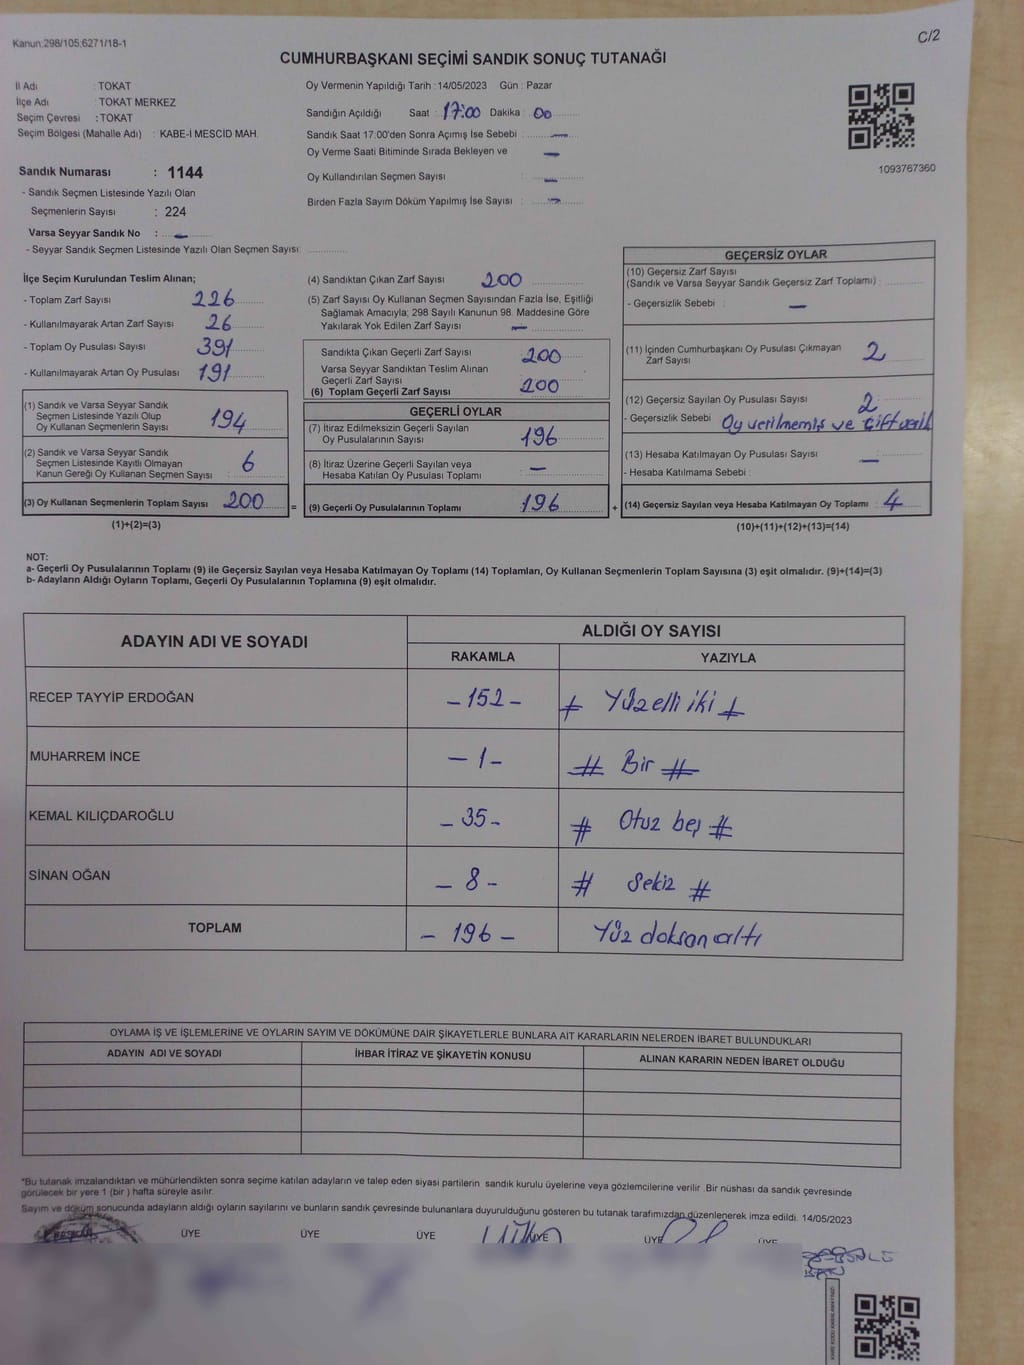 Kanun:298/105;6271/18-1
C/2
CUMHURBAŞKANI SEÇİMİ SANDIK SONUÇ TUTANAĞI
İl Adı : TOKAT
İlçe Adı : TOKAT MERKEZ
Seçim Çevresi : TOKAT
Seçim Bölgesi (Mahalle Adı) : KABE-İ MESCİD MAH.
Oy Vermenin Yapıldığı Tarih : 14/05/2023 Gün : Pazar
Sandığın Açıldığı Saat : 17:00 Dakika : 00
Sandık Saat 17:00'den Sonra Açımış İse Sebebi : —
Oy Verme Saati Bitiminde Sırada Bekleyen ve —
Oy Kullandırılan Seçmen Sayısı : —
Birden Fazla Sayım Döküm Yapılmış İse Sayısı : —
1093767360
Sandık Numarası : 1144
- Sandık Seçmen Listesinde Yazılı Olan
Seçmenlerin Sayısı : 224
Varsa Seyyar Sandık No : —
- Seyyar Sandık Seçmen Listesinde Yazılı Olan Seçmen Sayısı:
İlçe Seçim Kurulundan Teslim Alınan;
- Toplam Zarf Sayısı 226
- Kullanılmayarak Artan Zarf Sayısı 26
- Toplam Oy Pusulası Sayısı 391
- Kullanılmayarak Artan Oy Pusulası 191
(1) Sandık ve Varsa Seyyar Sandık
Seçmen Listesinde Yazılı Olup
Oy Kullanan Seçmenlerin Sayısı 194
(2) Sandık ve Varsa Seyyar Sandık
Seçmen Listesinde Kayıtlı Olmayan
Kanun Gereği Oy Kullanan Seçmen Sayısı : 6
(3) Oy Kullanan Seçmenlerin Toplam Sayısı 200 =
(1)+(2)=(3)
(4) Sandıktan Çıkan Zarf Sayısı 200
(5) Zarf Sayısı Oy Kullanan Seçmen Sayısından Fazla İse, Eşitliği
Sağlamak Amacıyla; 298 Sayılı Kanunun 98. Maddesine Göre
Yakılarak Yok Edilen Zarf Sayısı : —
Sandıkta Çıkan Geçerli Zarf Sayısı 200
Varsa Seyyar Sandıktan Teslim Alınan
Geçerli Zarf Sayısı
(6) Toplam Geçerli Zarf Sayısı 200
GEÇERLİ OYLAR
(7) İtiraz Edilmeksizin Geçerli Sayılan
Oy Pusulalarının Sayısı 196
(8) İtiraz Üzerine Geçerli Sayılan veya
Hesaba Katılan Oy Pusulası Toplamı —
(9) Geçerli Oy Pusulalarının Toplamı 196 +
GEÇERSİZ OYLAR
(10) Geçersiz Zarf Sayısı
(Sandık ve Varsa Seyyar Sandık Geçersiz Zarf Toplamı) :
- Geçersizlik Sebebi : —
(11) İçinden Cumhurbaşkanı Oy Pusulası Çıkmayan
Zarf Sayısı 2
(12) Geçersiz Sayılan Oy Pusulası Sayısı 2
- Geçersizlik Sebebi : Oy verilmemiş ve çift
(13) Hesaba Katılmayan Oy Pusulası Sayısı : —
- Hesaba Katılmama Sebebi :
(14) Geçersiz Sayılan veya Hesaba Katılmayan Oy Toplamı : 4
(10)+(11)+(12)+(13)=(14)
NOT:
a- Geçerli Oy Pusulalarının Toplamı (9) ile Geçersiz Sayılan veya Hesaba Katılmayan Oy Toplamı (14) Toplamları, Oy Kullanan Seçmenlerin Toplam Sayısına (3) eşit olmalıdır. (9)+(14)=(3)
b- Adayların Aldığı Oyların Toplamı, Geçerli Oy Pusulalarının Toplamına (9) eşit olmalıdır.
ADAYIN ADI VE SOYADI
ALDIĞI OY SAYISI
RAKAMLA YAZIYLA
RECEP TAYYİP ERDOĞAN -152- Yüzelli iki
MUHARREM İNCE -1- # Bir #
KEMAL KILIÇDAROĞLU -35- # Otuz beş #
SİNAN OĞAN -8- # Sekiz #
TOPLAM -196- Yüz doksan altı
OYLAMA İŞ VE İŞLEMLERİNE VE OYLARIN SAYIM VE DÖKÜMÜNE DAİR ŞİKAYETLERLE BUNLARA AİT KARARLARIN NELERDEN İBARET BULUNDUKLARI
ADAYIN ADI VE SOYADI İHBAR İTİRAZ VE ŞİKAYETİN KONUSU ALINAN KARARIN NEDEN İBARET OLDUĞU
*Bu tutanak imzalandıktan ve mühürlendikten sonra seçime katılan adayların ve talep eden siyasi partilerin sandık kurulu üyelerine veya gözlemcilerine verilir. Bir nüshası da sandık çevresinde
görülecek bir yere 1 (bir) hafta süreyle asılır.
Sayım ve döküm sonucunda adayların aldığı oyların sayılarını ve bunların sandık çevresinde bulunanlara duyurulduğunu gösteren bu tutanak tarafımızdan düzenlenerek imza edildi. 14/05/2023
BAŞKAN ÜYE ÜYE ÜYE ÜYE ÜYE ÜYE